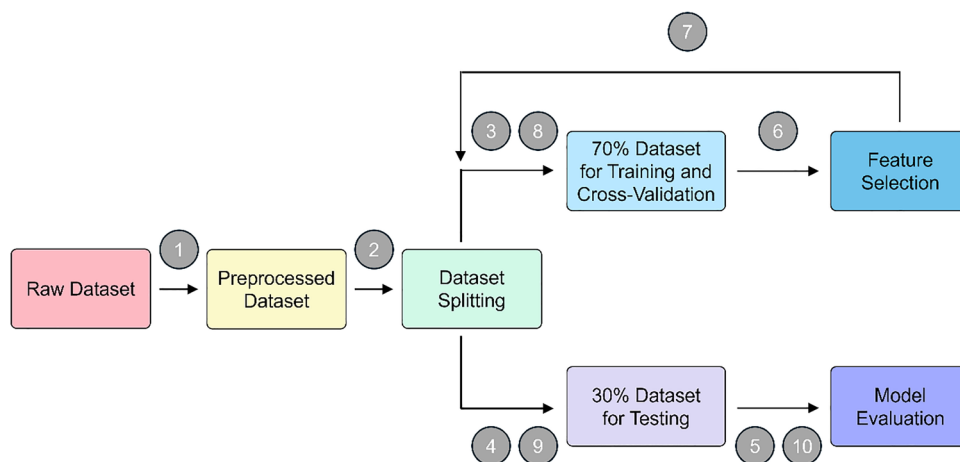 7
3
8
6
70% Dataset
for Training and
Cross-Validation
Feature
Selection
1
2
Raw Dataset
Preprocessed
Dataset
Dataset
Splitting
30% Dataset
for Testing
Model
Evaluation
4
9
5
10